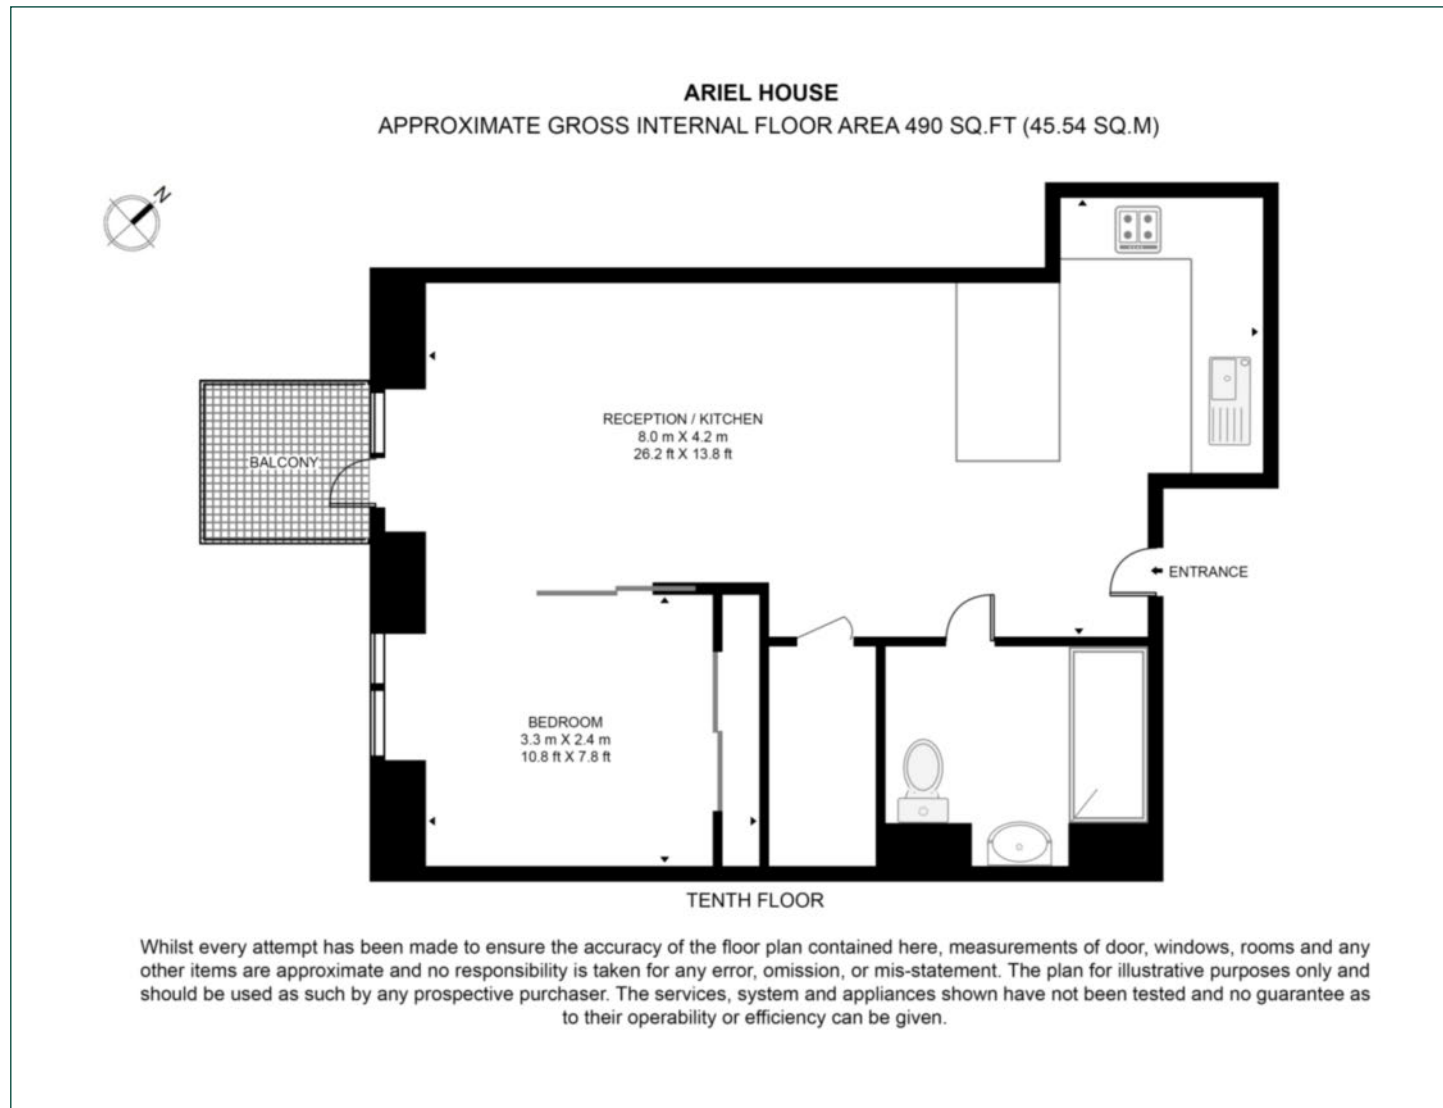 ARIEL HOUSE
APPROXIMATE GROSS INTERNAL FLOOR AREA 490 SQ.FT (45.54 SQ.M)
N
RECEPTION / KITCHEN
8.0 m X 4.2 m
26.2 ft X 13.8 ft
BALCONY
ENTRANCE
BEDROOM
3.3 m X 2.4 m
10.8 ft X 7.8 ft
TENTH FLOOR
Whilst every attempt has been made to ensure the accuracy of the floor plan contained here, measurements of door, windows, rooms and any
other items are approximate and no responsibility is taken for any error, omission, or mis-statement. The plan for illustrative purposes only and
should be used as such by any prospective purchaser. The services, system and appliances shown have not been tested and no guarantee as
to their operability or efficiency can be given.